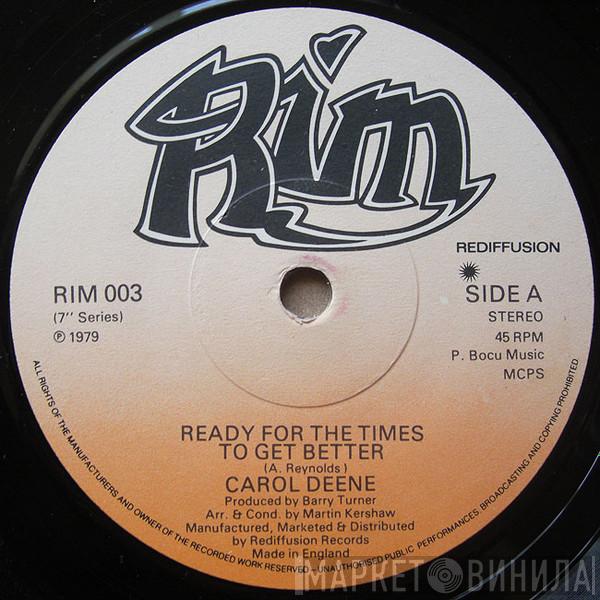 Rim
REDIFFUSION
RIM 003
(7'' Series)
℗ 1979
SIDE A
STEREO
45 RPM
P. Bocu Music
MCPS
READY FOR THE TIMES
TO GET BETTER
(A. Reynolds)
CAROL DEENE
Produced by Barry Turner
Arr. & Cond. by Martin Kershaw
Manufactured, Marketed & Distributed
by Rediffusion Records
Made in England
ALL RIGHTS OF THE MANUFACTURERS AND OWNER OF THE RECORDED WORK RESERVED – UNAUTHORISED PUBLIC PERFORMANCES, BROADCASTING AND COPYING PROHIBITED
МАРКЕТ ВИНИЛА